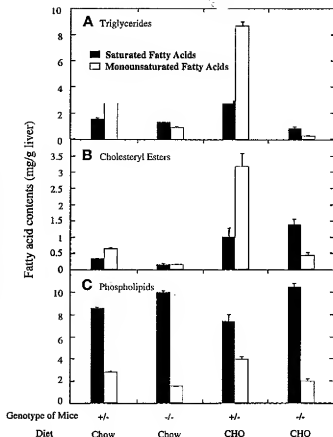 CHC
10
A Triglycerides
8
Saturated Fatty Acids
6
Monounsaturated Fatty Acids
4
2
0
Fatty acid contents (mg/g liver)
3.5
B Cholesteryl Esters
3
2.5
2
1.5
1
0.5
0
C Phospholipids
10
8
6
4
2
0
Genotype of Mice +/- -/- +/- -/-
Diet Chow Chow CHO CHO